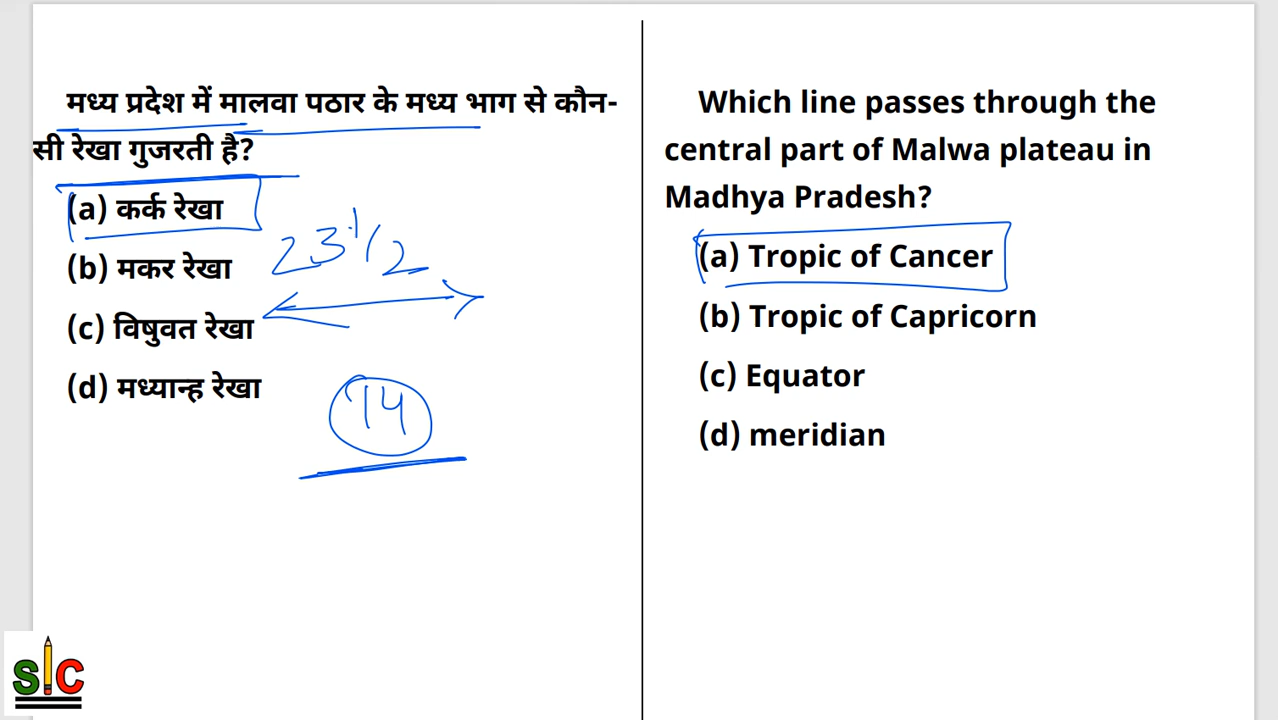 मध्य प्रदेश में मालवा पठार के मध्य भाग से कौन-
सी रेखा गुजरती है?
(a) कर्क रेखा
(b) मकर रेखा
(c) विषुवत रेखा
(d) मध्यान्ह रेखा
23 1/2
14
Which line passes through the
central part of Malwa plateau in
Madhya Pradesh?
(a) Tropic of Cancer
(b) Tropic of Capricorn
(c) Equator
(d) meridian
SIC